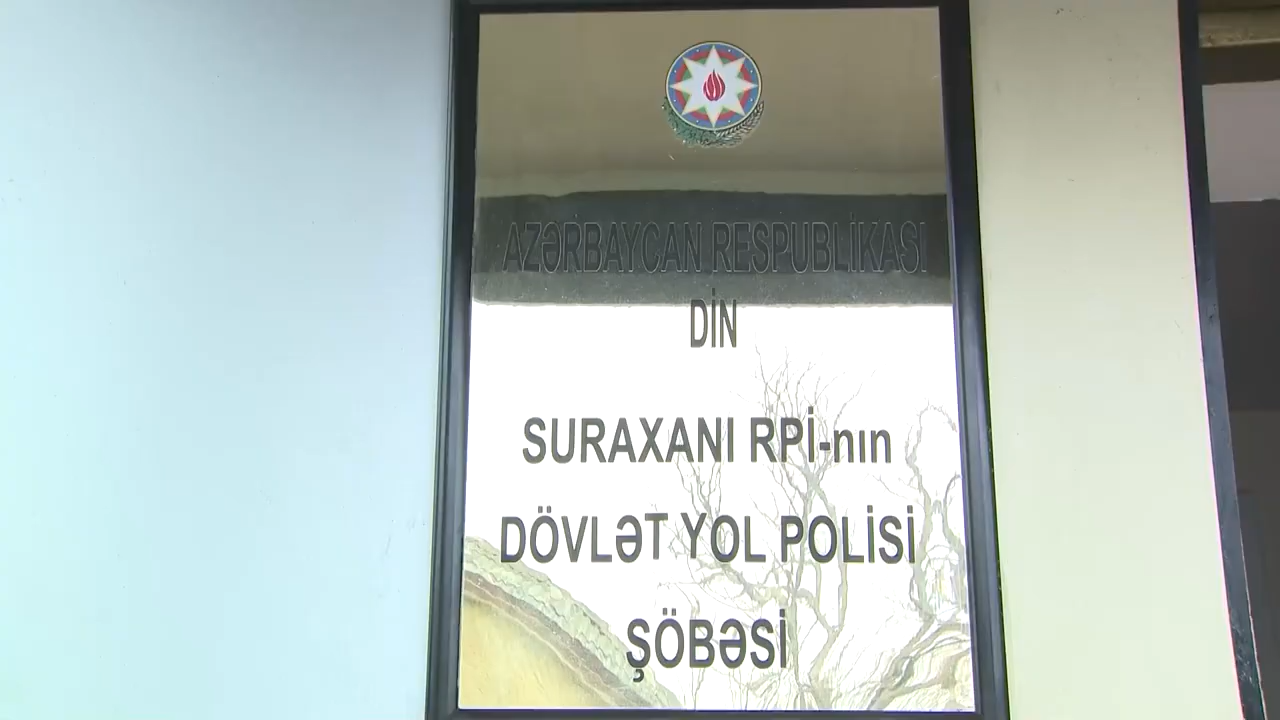 AZƏRBAYCAN RESPUBLİKASI
DİN
SURAXANI RPİ-nın
DÖVLƏT YOL POLİSİ
ŞÖBƏSİ